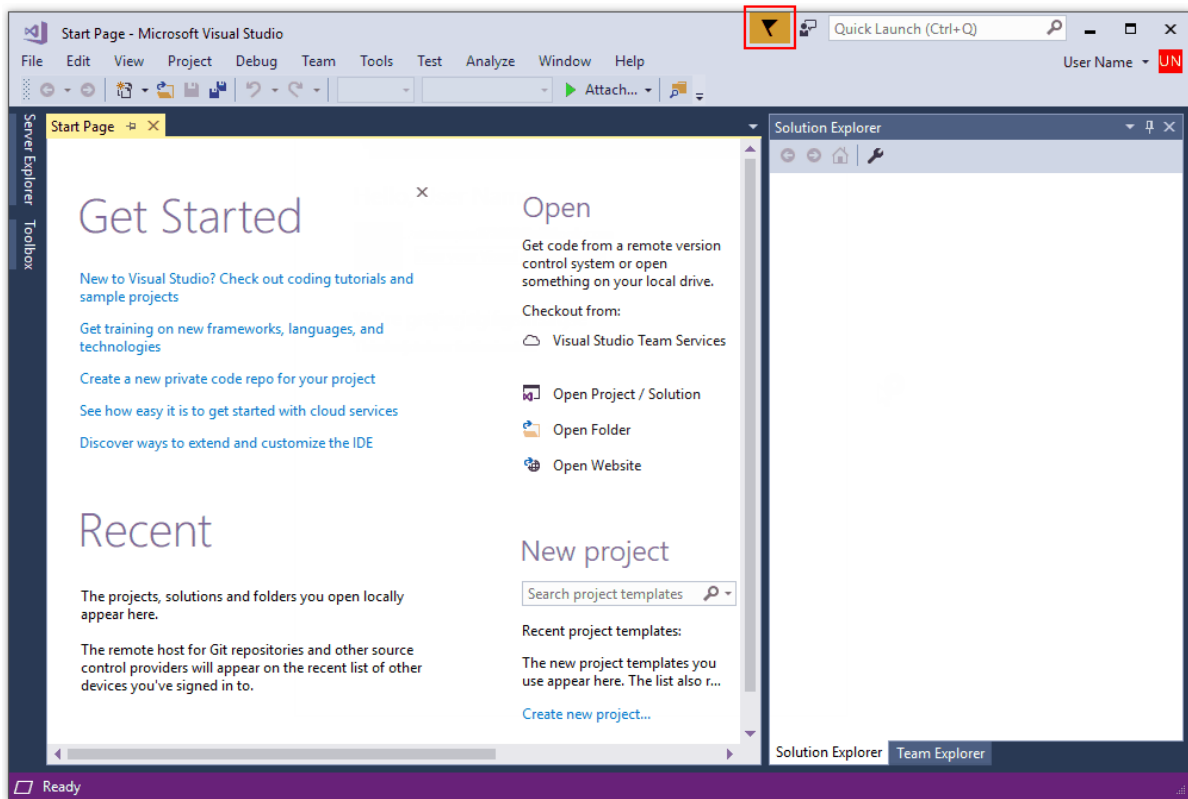 Start Page - Microsoft Visual Studio
Quick Launch (Ctrl+Q)
File Edit View Project Debug Team Tools Test Analyze Window Help
User Name UN
Attach...
Server Explorer
Toolbox
Start Page
Get Started
New to Visual Studio? Check out coding tutorials and
sample projects
Get training on new frameworks, languages, and
technologies
Create a new private code repo for your project
See how easy it is to get started with cloud services
Discover ways to extend and customize the IDE
Recent
The projects, solutions and folders you open locally
appear here.
The remote host for Git repositories and other source
control providers will appear on the recent list of other
devices you've signed in to.
Open
Get code from a remote version
control system or open
something on your local drive.
Checkout from:
Visual Studio Team Services
Open Project / Solution
Open Folder
Open Website
New project
Search project templates
Recent project templates:
The new project templates you
use appear here. The list also r...
Create new project...
Solution Explorer
Solution Explorer Team Explorer
Ready